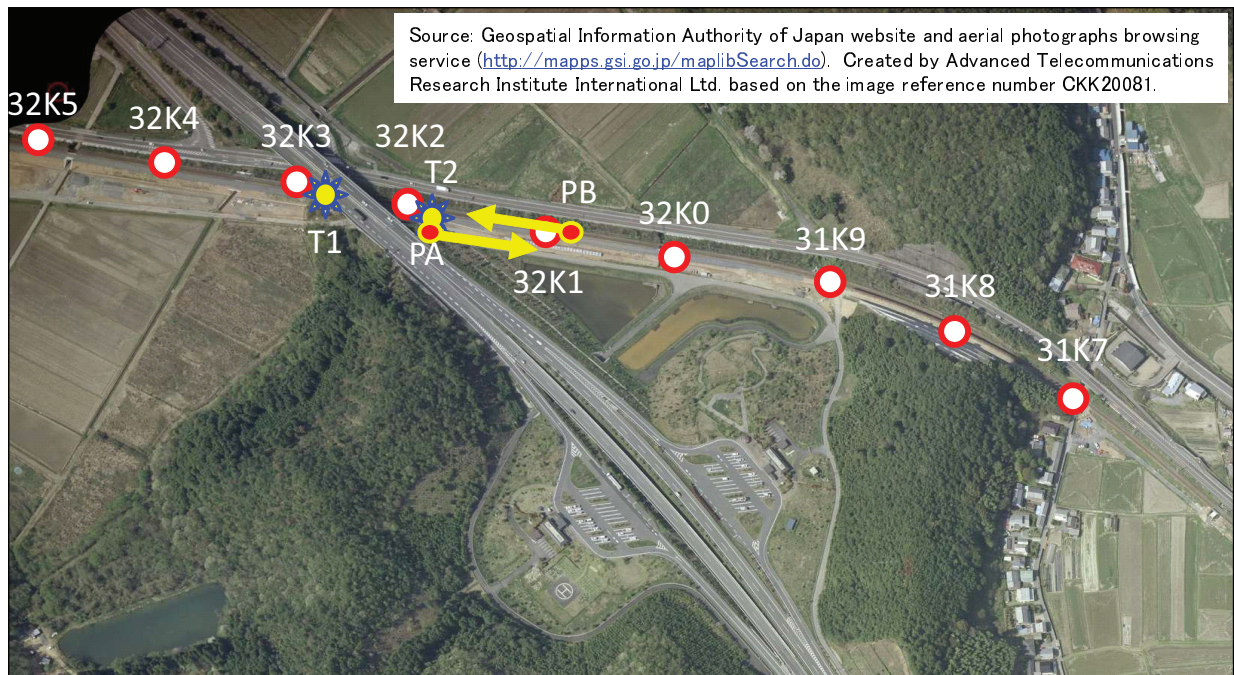 Source: Geospatial Information Authority of Japan website and aerial photographs browsing
service (http://mapps.gsi.go.jp/maplibSearch.do). Created by Advanced Telecommunications
Research Institute International Ltd. based on the image reference number CKK20081.
32K5
32K4
32K3
32K2
T2
PB
32K0
31K9
31K8
31K7
T1
PA
32K1
H